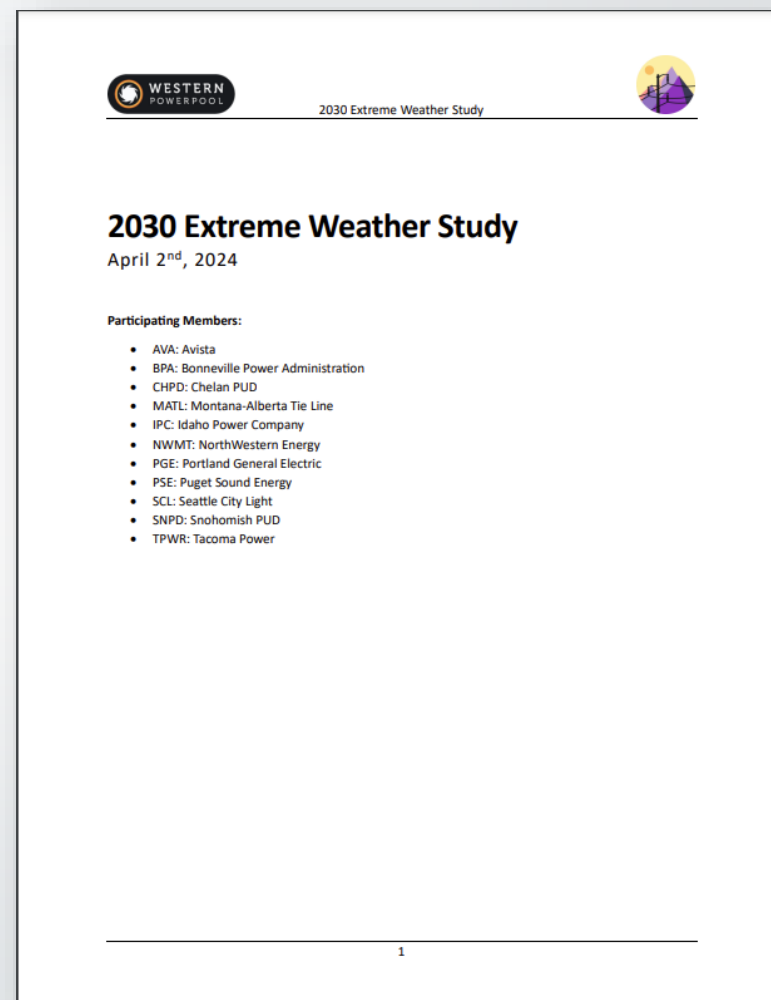 WESTERN
POWERPOOL
2030 Extreme Weather Study
2030 Extreme Weather Study
April 2nd, 2024
Participating Members:
• AVA: Avista
• BPA: Bonneville Power Administration
• CHPD: Chelan PUD
• MATL: Montana-Alberta Tie Line
• IPC: Idaho Power Company
• NWMT: NorthWestern Energy
• PGE: Portland General Electric
• PSE: Puget Sound Energy
• SCL: Seattle City Light
• SNPD: Snohomish PUD
• TPWR: Tacoma Power
1